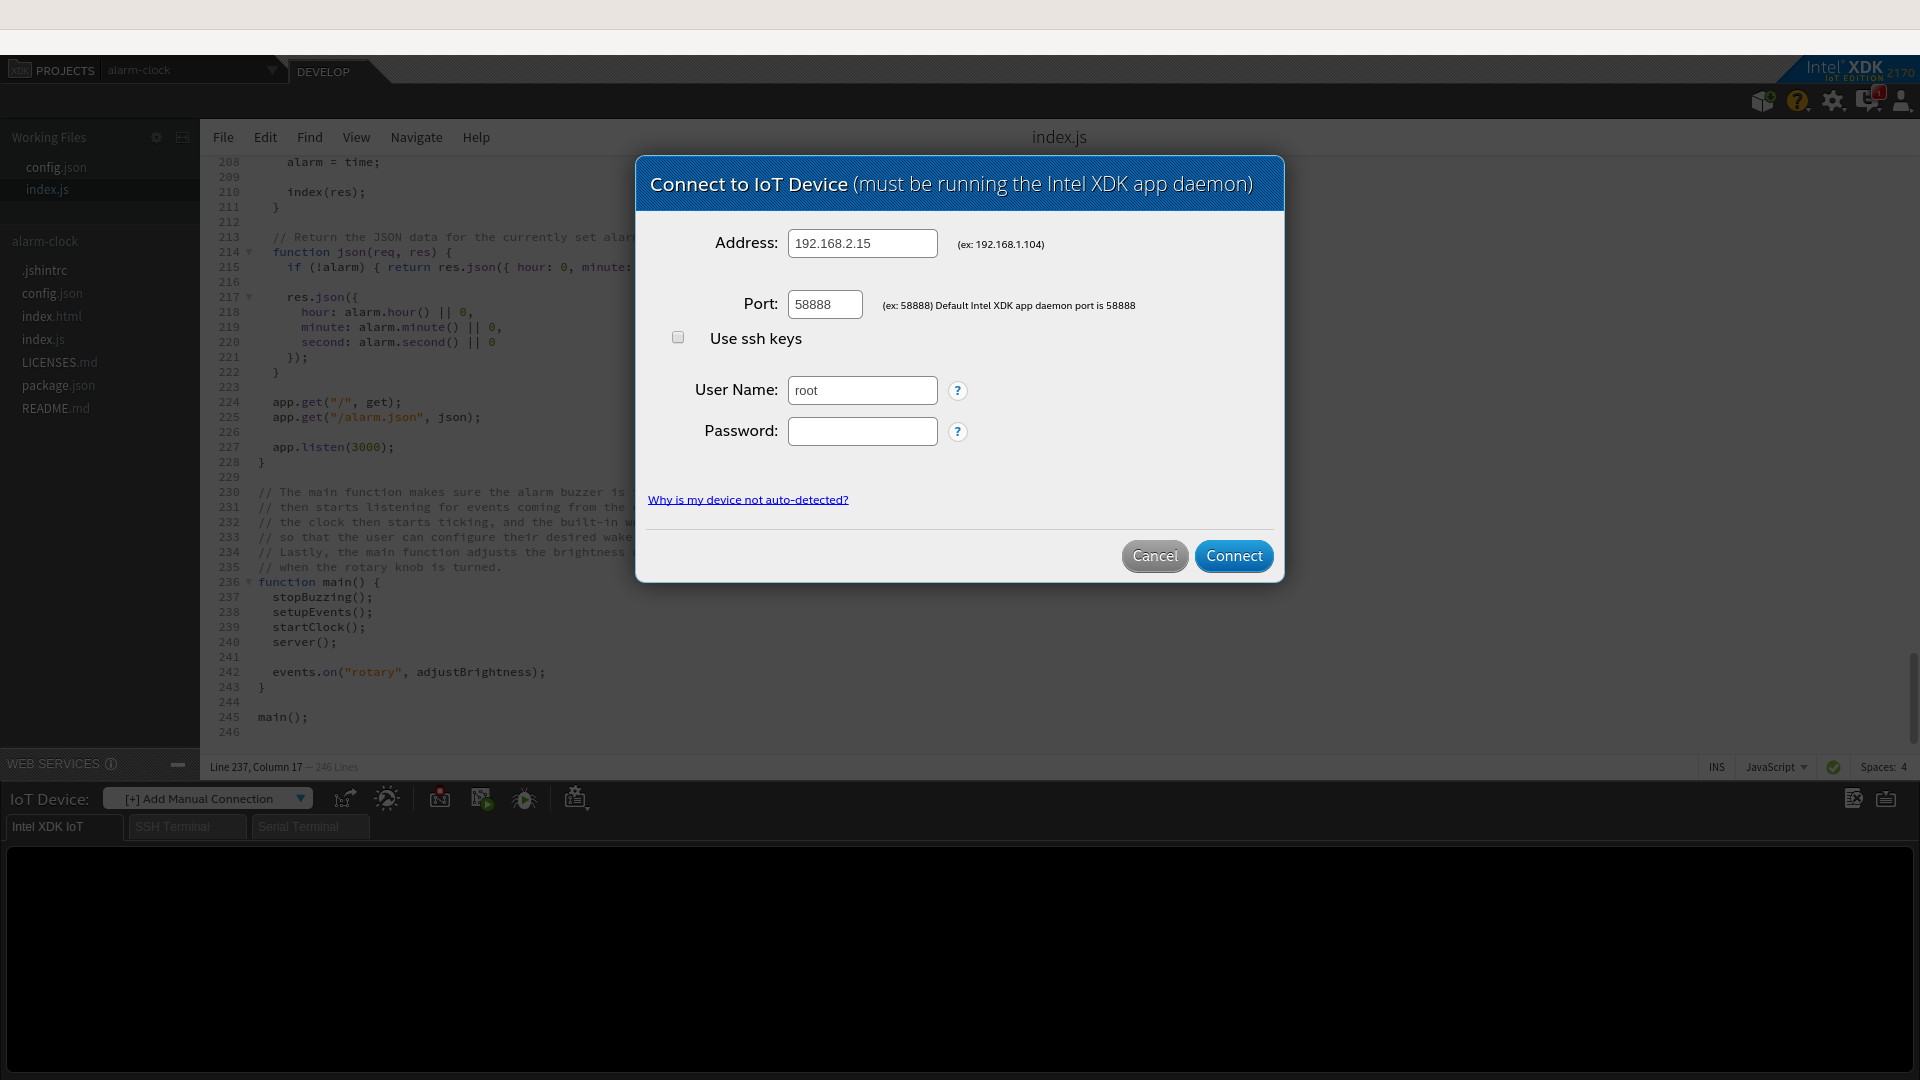 PROJECTS
alarm-clock
DEVELOP
Intel® XDK
IoT EDITION
2170
Working Files
config.json
index.js
alarm-clock
.jshintrc
config.json
index.html
index.js
LICENSES.md
package.json
README.md
WEB SERVICES
File Edit Find View Navigate Help
index.js
208 alarm = time;
209
210 index(res);
211 }
212
213 // Return the JSON data for the currently set
214 function json(req, res) {
215 if (!alarm) { return res.json({ hour: 0, minute:
216
217 res.json({
218 hour: alarm.hour() || 0,
219 minute: alarm.minute() || 0,
220 second: alarm.second() || 0
221 });
222 }
223
224 app.get("/", get);
225 app.get("/alarm.json", json);
226
227 app.listen(3000);
228 }
229
230 // The main function makes sure the alarm buzzer is
231 // then starts listening for events coming from the
232 // the clock then starts ticking, and the built-in
233 // so that the user can configure their desired wake
234 // Lastly, the main function adjusts the brightness
235 // when the rotary knob is turned.
236 function main() {
237 stopBuzzing();
238 setupEvents();
239 startClock();
240 server();
241
242 events.on("rotary", adjustBrightness);
243 }
244
245 main();
246
Connect to IoT Device (must be running the Intel XDK app daemon)
Address: 192.168.2.15 (ex: 192.168.1.104)
Port: 58888 (ex: 58888) Default Intel XDK app daemon port is 58888
Use ssh keys
User Name: root ?
Password: ?
Why is my device not auto-detected?
Cancel Connect
Line 237, Column 17 — 246 Lines
INS JavaScript Spaces: 4
IoT Device: [+] Add Manual Connection
Intel XDK IoT SSH Terminal Serial Terminal